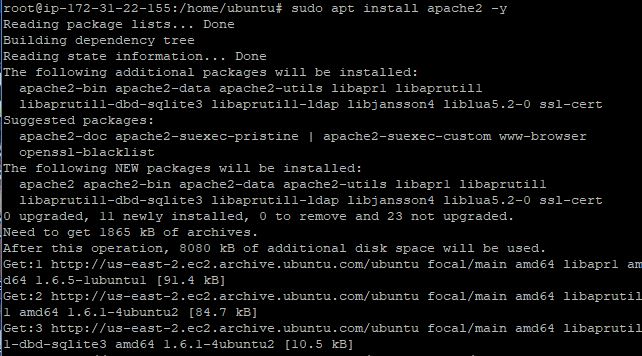 root@ip-172-31-22-155:/home/ubuntu# sudo apt install apache2 -y
Reading package lists... Done
Building dependency tree
Reading state information... Done
The following additional packages will be installed:
  apache2-bin apache2-data apache2-utils libapr1 libaprutil1
  libaprutil1-dbd-sqlite3 libaprutil1-ldap libjansson4 liblua5.2-0 ssl-cert
Suggested packages:
  apache2-doc apache2-suexec-pristine | apache2-suexec-custom www-browser
  openssl-blacklist
The following NEW packages will be installed:
  apache2 apache2-bin apache2-data apache2-utils libapr1 libaprutil1
  libaprutil1-dbd-sqlite3 libaprutil1-ldap libjansson4 liblua5.2-0 ssl-cert
0 upgraded, 11 newly installed, 0 to remove and 23 not upgraded.
Need to get 1865 kB of archives.
After this operation, 8080 kB of additional disk space will be used.
Get:1 http://us-east-2.ec2.archive.ubuntu.com/ubuntu focal/main amd64 libapr1 am
d64 1.6.5-1ubuntu1 [91.4 kB]
Get:2 http://us-east-2.ec2.archive.ubuntu.com/ubuntu focal/main amd64 libaprutil
1 amd64 1.6.1-4ubuntu2 [84.7 kB]
Get:3 http://us-east-2.ec2.archive.ubuntu.com/ubuntu focal/main amd64 libaprutil
1-dbd-sqlite3 amd64 1.6.1-4ubuntu2 [10.5 kB]